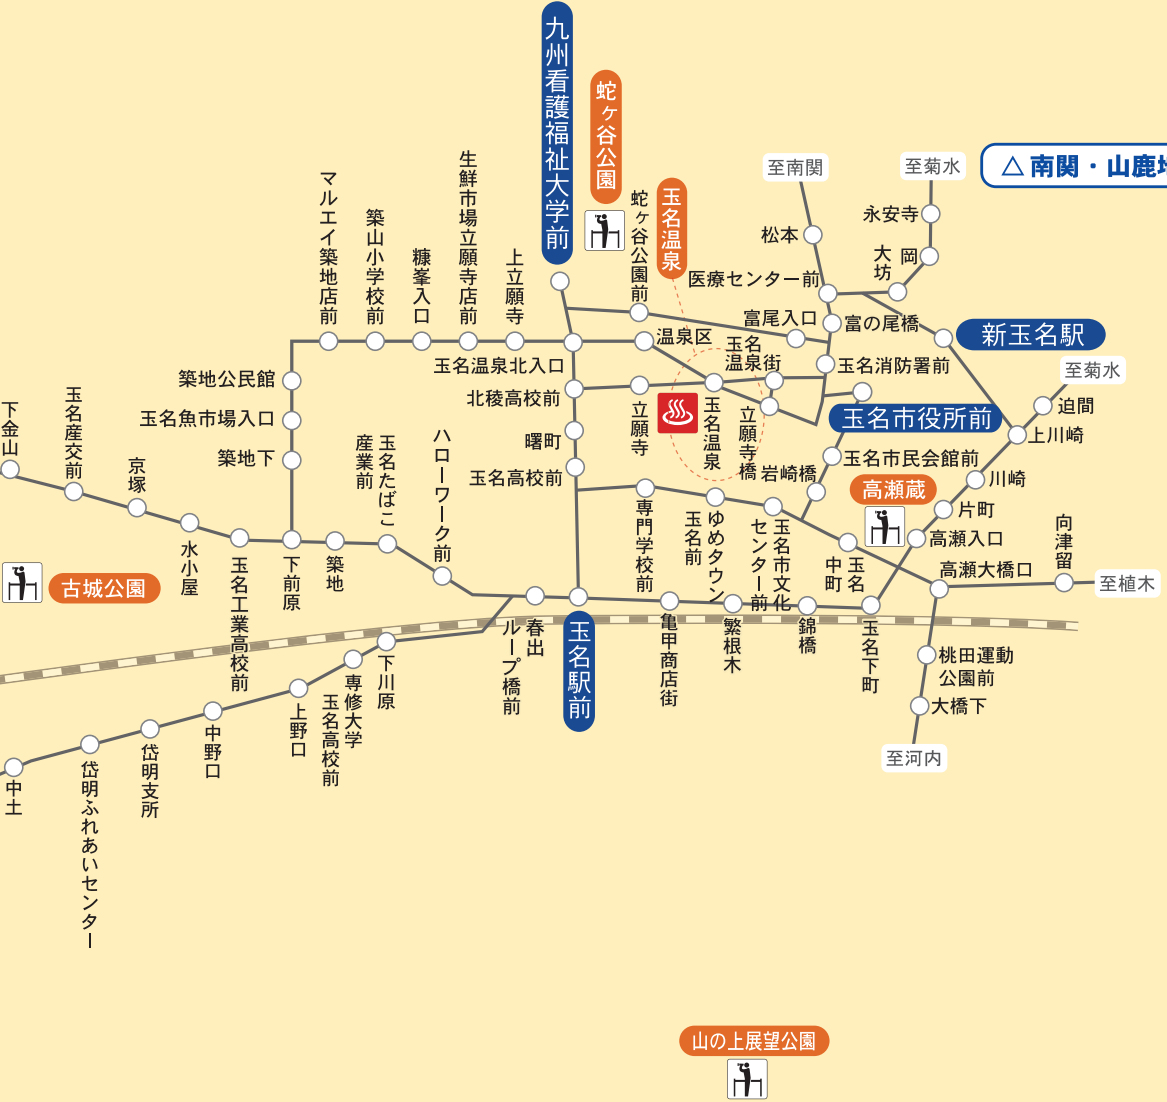 九州看護福祉大学前
蛇ヶ谷公園
玉名温泉
蛇ヶ谷公園前
至南関
至菊水
△ 南関・山鹿
永安寺
岡
大坊
松本
医療センター前
マルエイ築地店前
築山小学校前
糠峯入口
生鮮市場立願寺店前
上立願寺
富尾入口
富の尾橋
新玉名駅
温泉区
玉名
温泉街
玉名温泉北入口
玉名消防署前
至菊水
築地公民館
北稜高校前
立願寺
玉名温泉
立願寺橋
玉名市役所前
迫間
上川崎
玉名魚市場入口
曙町
築地下
玉名高校前
岩崎橋
玉名市民会館前
川崎
高瀬蔵
片町
高瀬入口
下金山
玉名産交前
京塚
水小屋
玉名工業高校前
下前原
築地
玉名たばこ
産業前
ハローワーク前
専門学校前
ゆめタウン
玉名前
玉名市文化
センター前
玉名
中町
高瀬大橋口
向津留
至植木
古城公園
春出
ループ橋前
玉名駅前
亀甲商店街
繁根木
錦橋
玉名下町
桃田運動
公園前
大橋下
至河内
下川原
専修大学
玉名高校前
上野口
中野口
岱明支所
岱明ふれあいセンター
中土
山の上展望公園